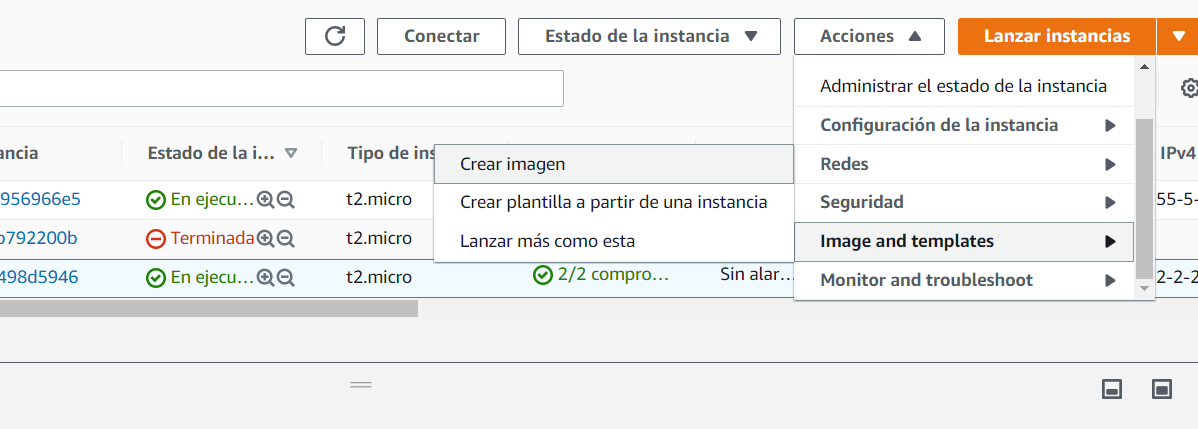 Conectar
Estado de la instancia
Acciones
Lanzar instancias
Administrar el estado de la instancia
Configuración de la instancia
Redes
Seguridad
Image and templates
Monitor and troubleshoot
Crear imagen
Crear plantilla a partir de una instancia
Lanzar más como esta
ancia Estado de la i... Tipo de ins IPv4
956966e5 En ejecu... t2.micro 55-5-
b792200b Terminada t2.micro
498d5946 En ejecu... t2.micro 2/2 compro... Sin alar... 2-2-2